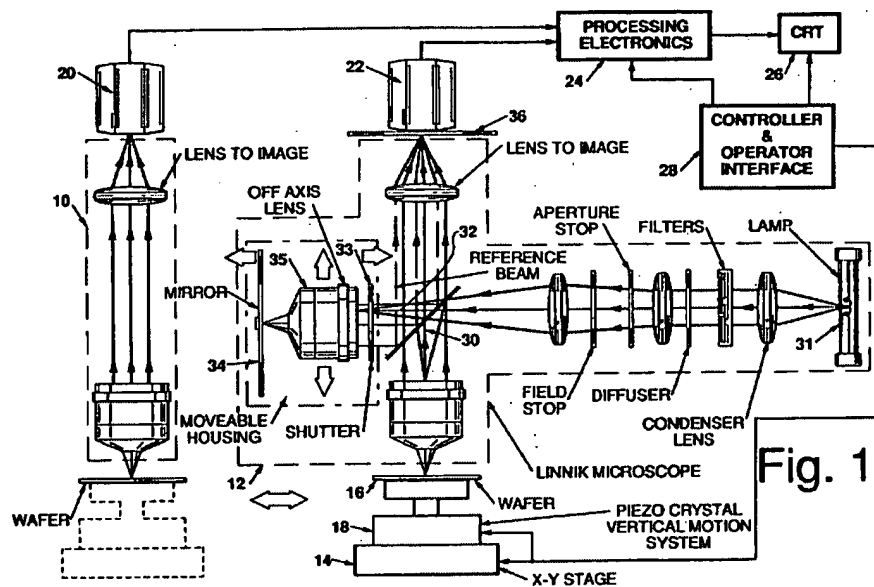 PROCESSING
ELECTRONICS
24
CRT
26
CONTROLLER
&
OPERATOR
INTERFACE
28
20
22
36
LENS TO IMAGE
10
LENS TO IMAGE
OFF AXIS
LENS
33
35
32
REFERENCE
BEAM
APERTURE
STOP
FILTERS
LAMP
MIRROR
34
30
31
FIELD
STOP
DIFFUSER
CONDENSER
LENS
MOVEABLE
HOUSING
SHUTTER
12
LINNIK MICROSCOPE
Fig. 1
WAFER
16
WAFER
18
PIEZO CRYSTAL
VERTICAL MOTION
SYSTEM
14
X-Y STAGE